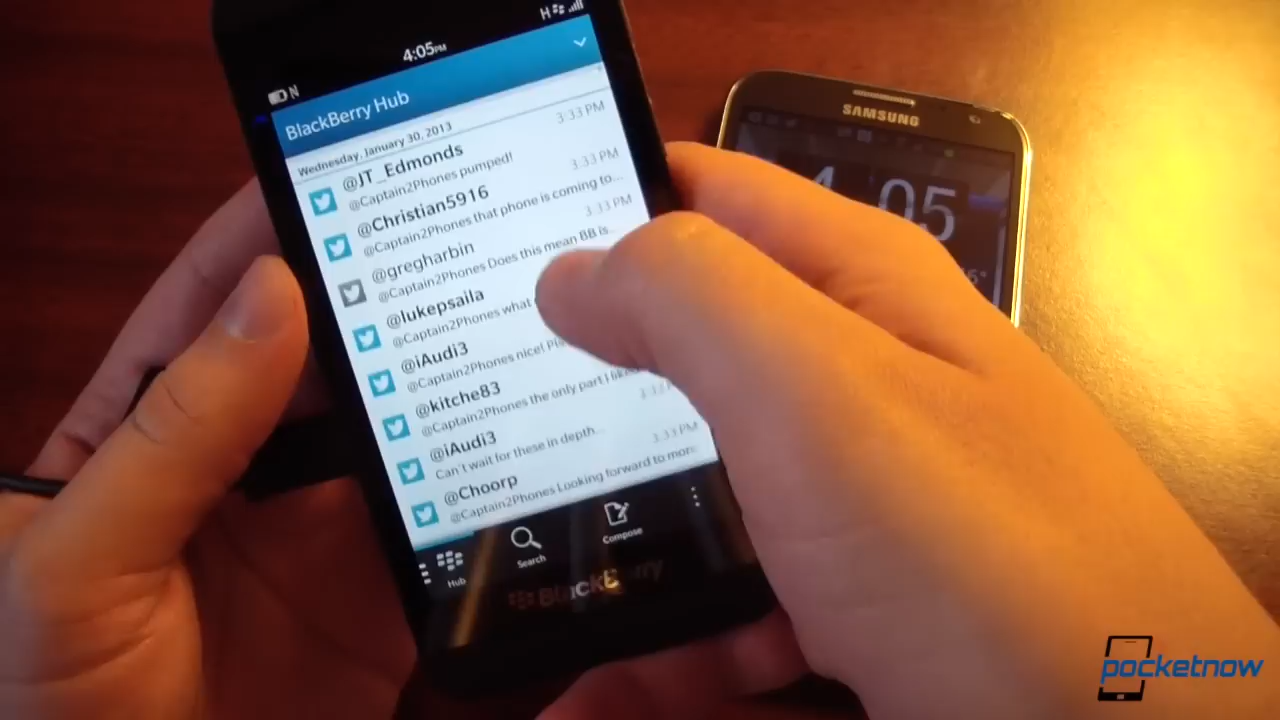 H
4:05PM
N
BlackBerry Hub
Wednesday, January 30, 2013
@JT_Edmonds
3:33 PM
@Captain2Phones pumped!
@Christian5916
3:33 PM
@Captain2Phones that phone is coming to...
@gregharbin
3:33 PM
@Captain2Phones Does this mean BB is...
@lukepsaila
@Captain2Phones what
@iAudi3
@Captain2Phones nice!
@kitche83
@Captain2Phones the only part I
@iAudi3
Can't wait for these in depth...
@Choorp
3:33 PM
@Captain2Phones Looking forward to
Hub
Search
Compose
BlackBerry
SAMSUNG
05
pocketnow